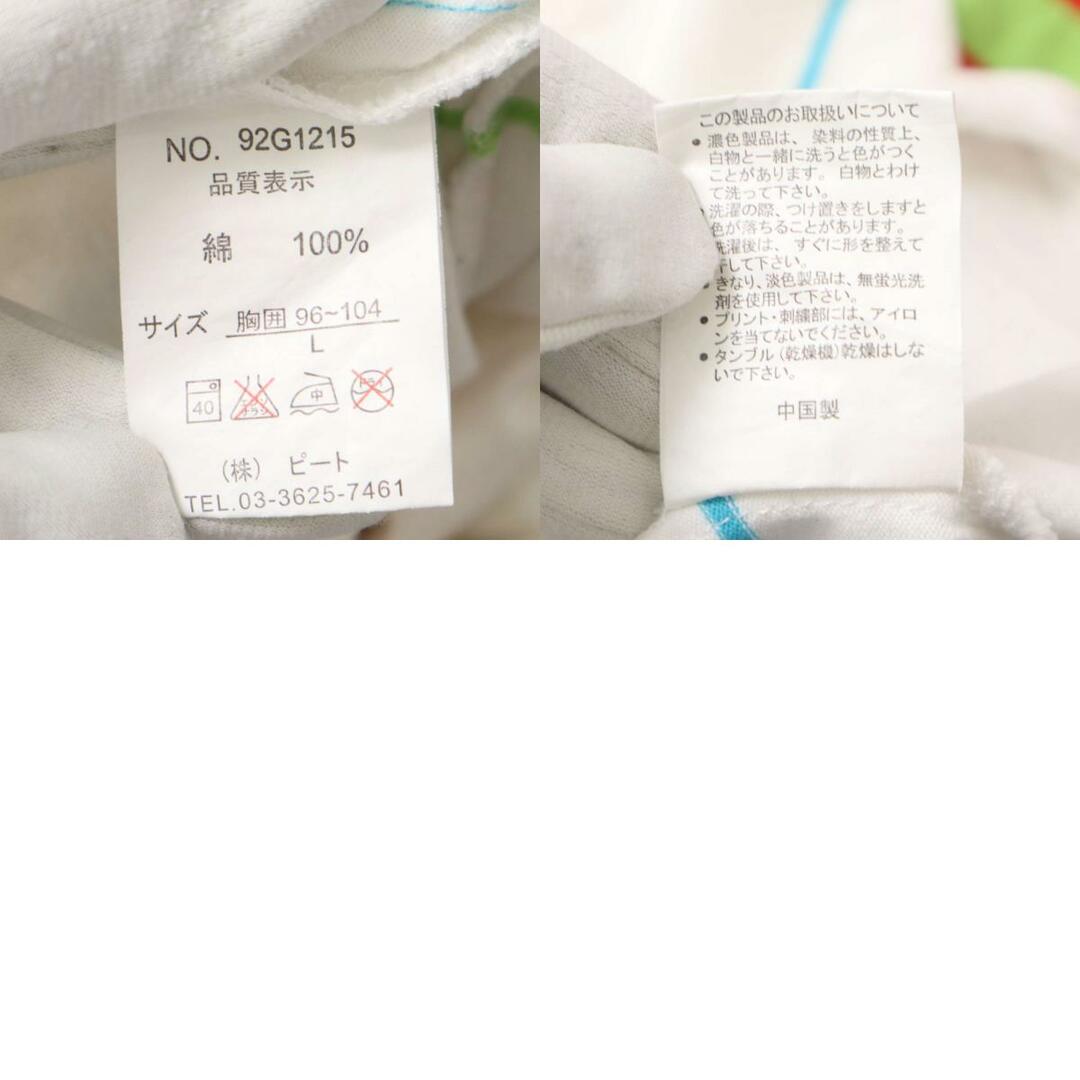 NO. 92G1215
品質表示
綿 100%
サイズ 胸囲 96~104
L
40 エンソ サラシ 中 ドライ
(株) ピート
TEL.03-3625-7461
この製品のお取扱いについて
● 濃色製品は、染料の性質上、
白物と一緒に洗うと色がつく
ことがあります。白物とわけ
て洗って下さい。
洗濯の際、つけ置きをしますと
色が落ちることがあります。
洗濯後は、すぐに形を整えて
干して下さい。
● きなり、淡色製品は、無蛍光洗
剤を使用して下さい。
● プリント・刺繍部には、アイロ
ンを当てないでください。
● タンブル(乾燥機)乾燥はしな
いで下さい。
中国製